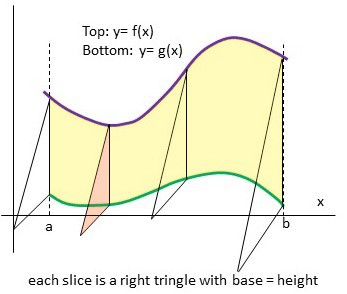 Top: y= f(x)
Bottom: y= g(x)
x
a
b
each slice is a right tringle with base = height